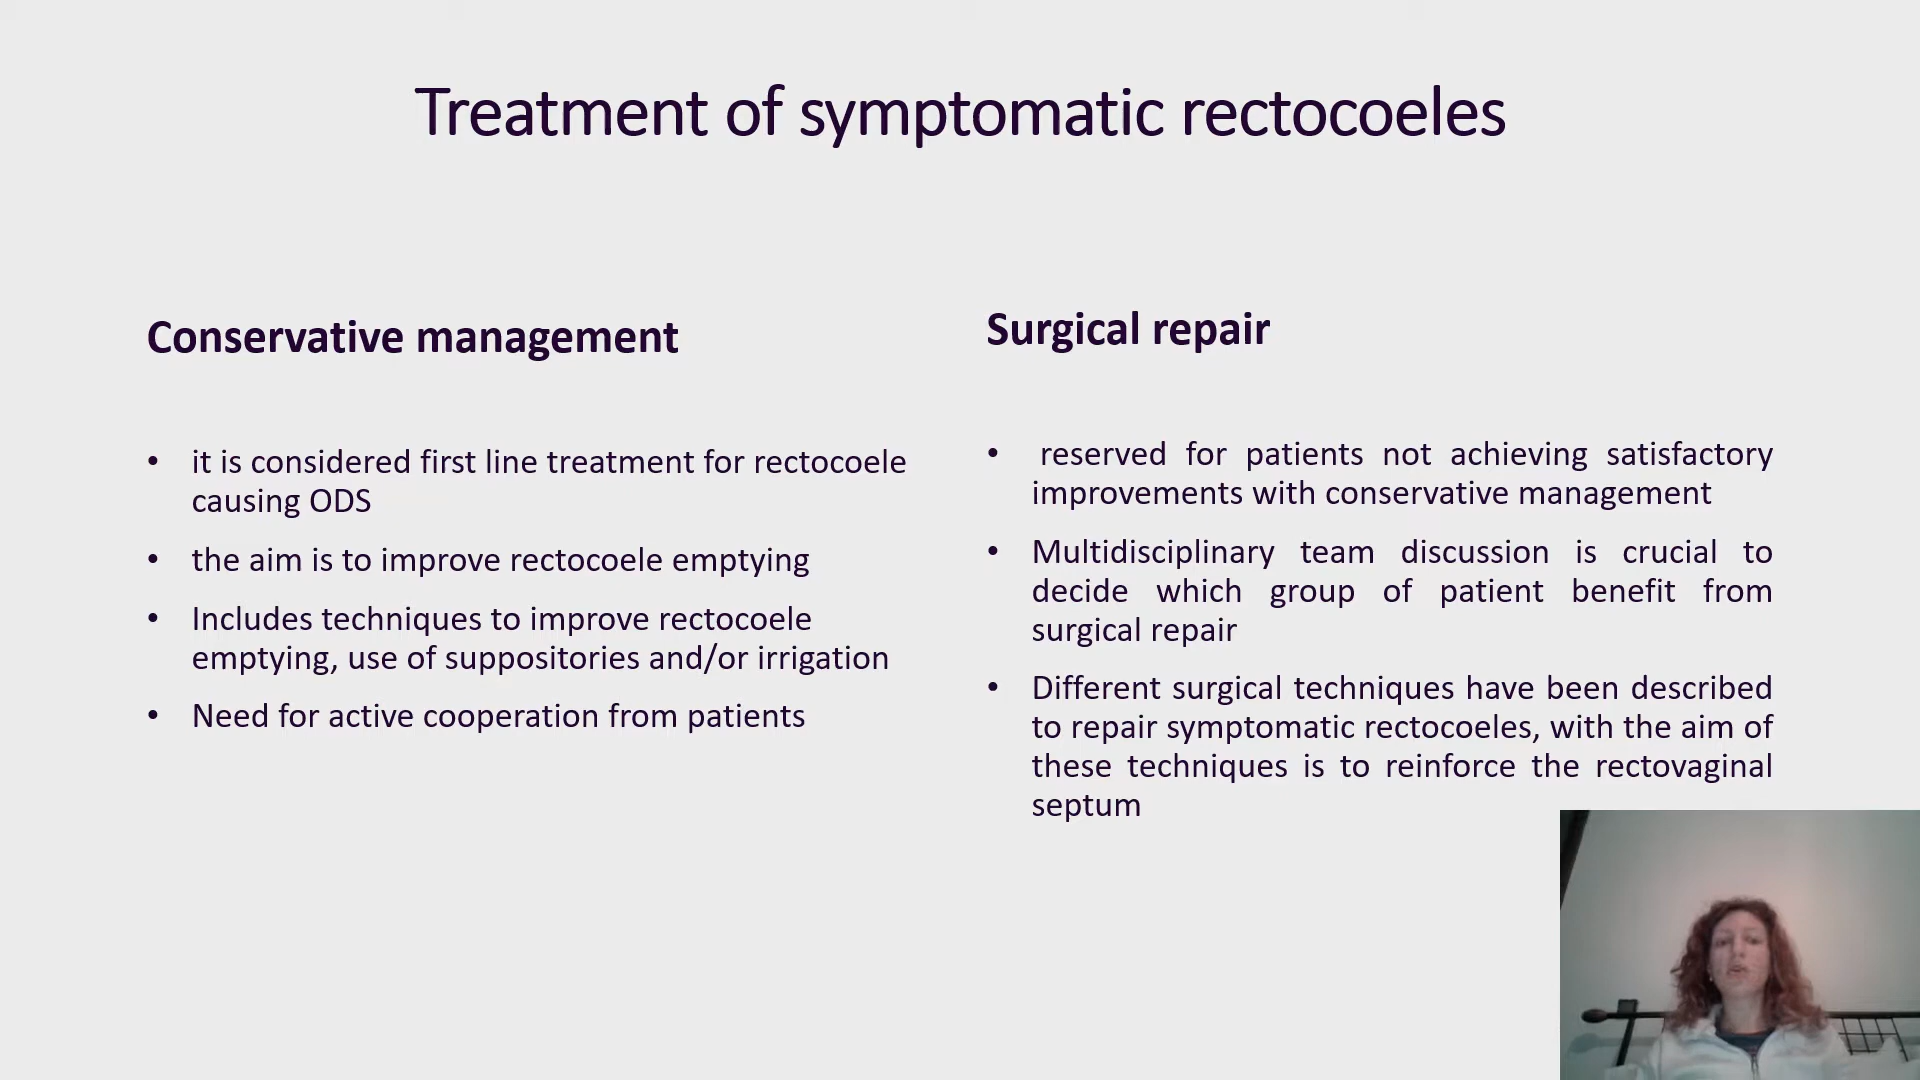 Treatment of symptomatic rectocoeles
Conservative management
• it is considered first line treatment for rectocoele
causing ODS
• the aim is to improve rectocoele emptying
• Includes techniques to improve rectocoele
emptying, use of suppositories and/or irrigation
• Need for active cooperation from patients
Surgical repair
• reserved for patients not achieving satisfactory
improvements with conservative management
• Multidisciplinary team discussion is crucial to
decide which group of patient benefit from
surgical repair
• Different surgical techniques have been described
to repair symptomatic rectocoeles, with the aim of
these techniques is to reinforce the rectovaginal
septum